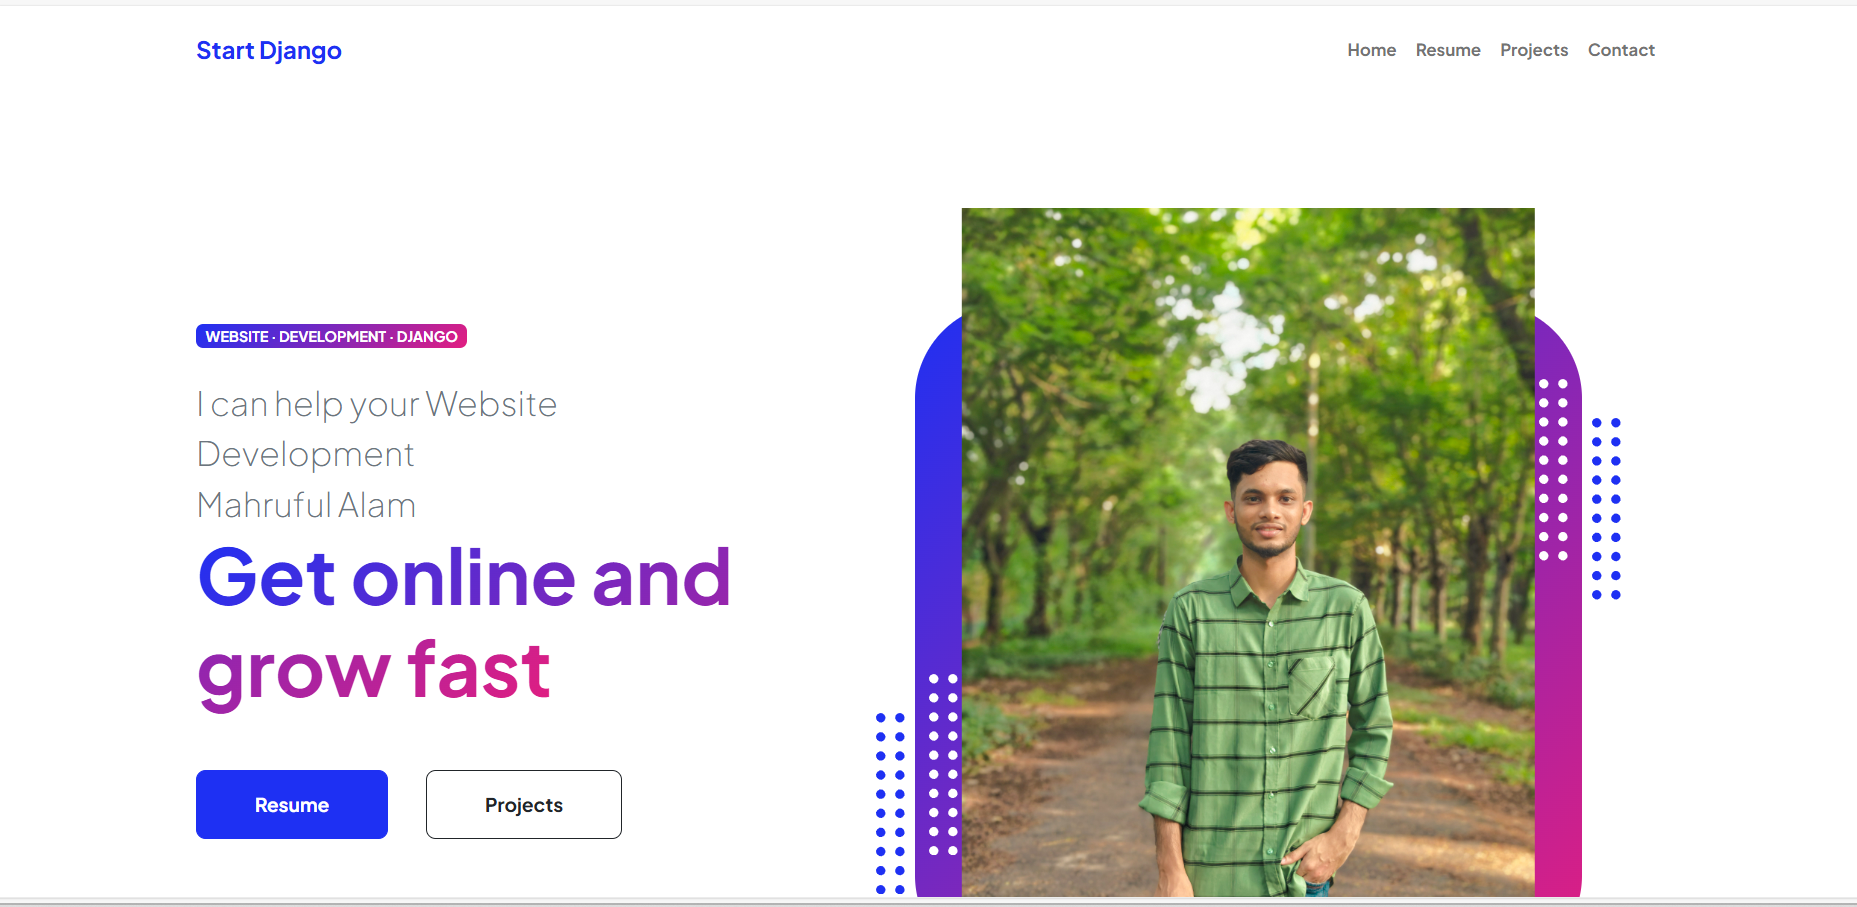 Start Django
Home Resume Projects Contact
WEBSITE · DEVELOPMENT · DJANGO
I can help your Website
Development
Mahruful Alam
Get online and
grow fast
Resume Projects